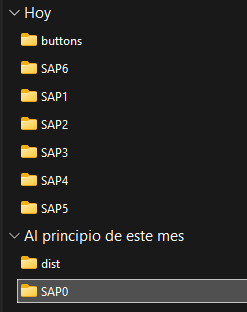 Hoy
buttons
SAP6
SAP1
SAP2
SAP3
SAP4
SAP5
Al principio de este mes
dist
SAP0